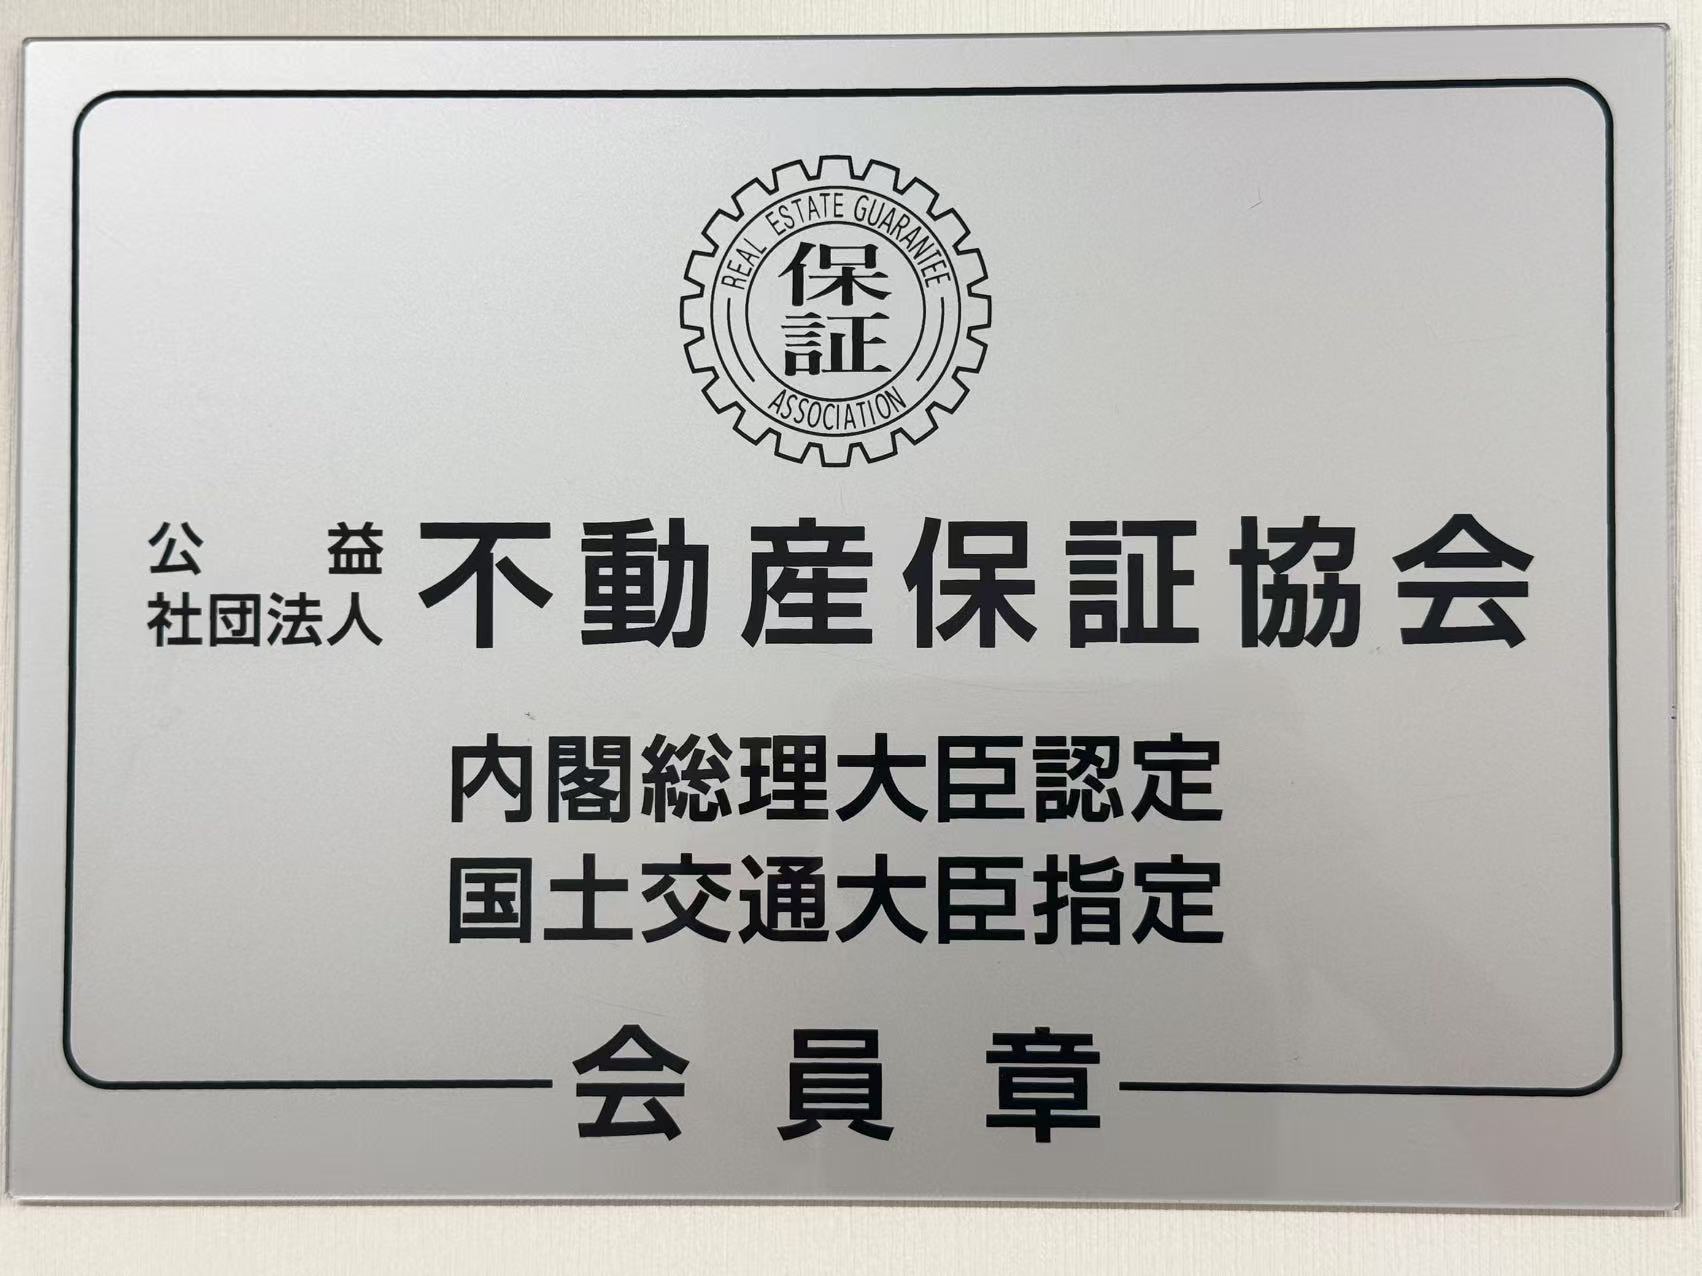 REAL ESTATE GUARANTEE
保証
ASSOCIATION
公益社団法人 不動産保証協会
内閣総理大臣認定
国土交通大臣指定
会員章